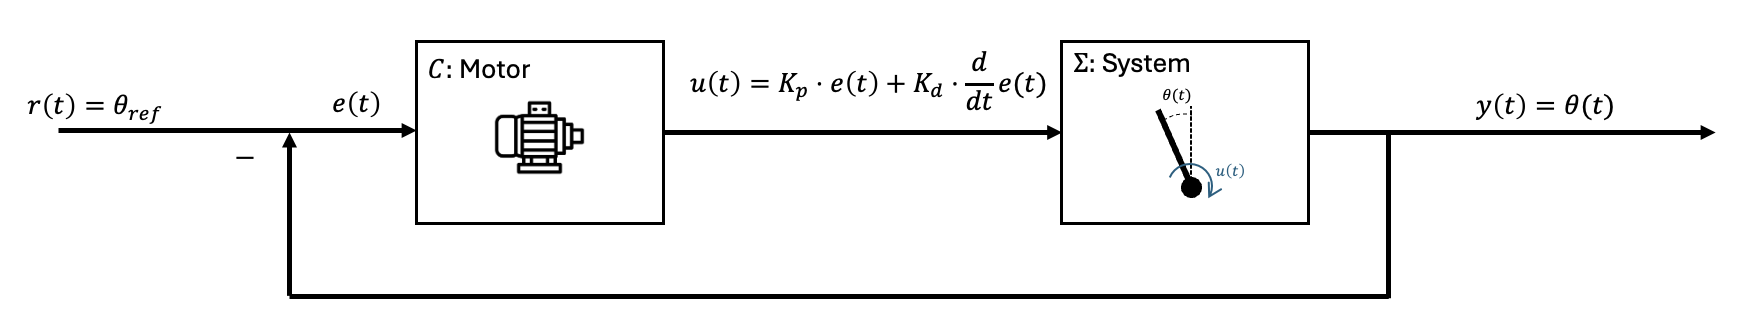 r(t) = θ_ref
e(t)
−
C: Motor
u(t) = K_p · e(t) + K_d · d/dt e(t)
Σ: System
θ(t)
u(t)
y(t) = θ(t)